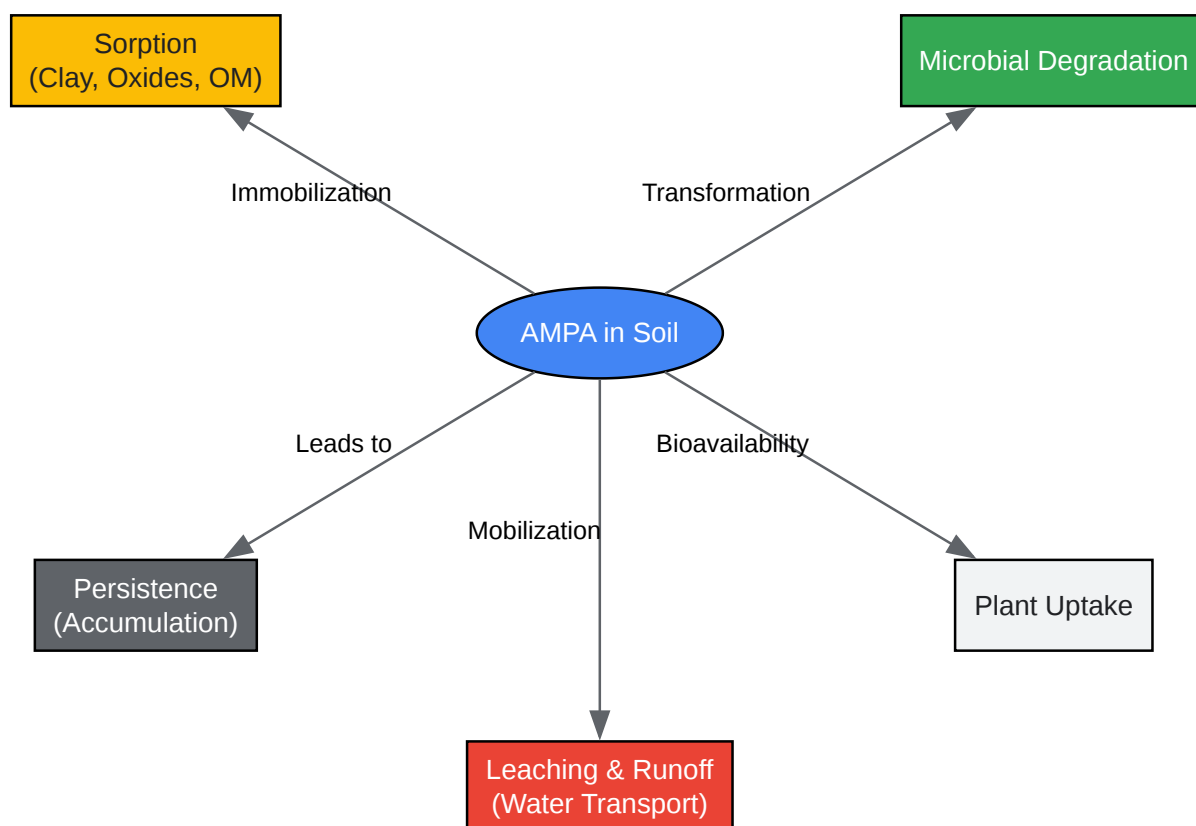 Sorption
(Clay, Oxides, OM)
Microbial Degradation
Immobilization
Transformation
AMPA in Soil
Leads to
Bioavailability
Mobilization
Persistence
(Accumulation)
Plant Uptake
Leaching & Runoff
(Water Transport)